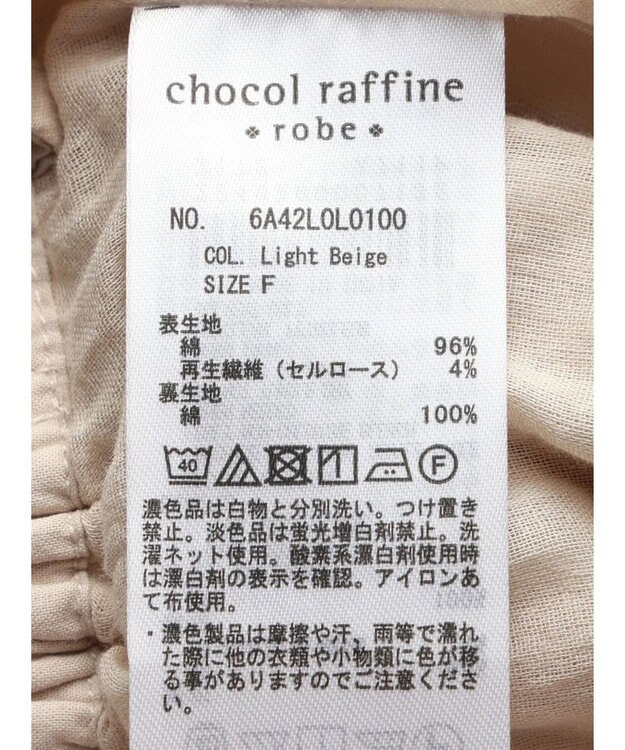 chocol raffine
robe
NO. 6A42L0L0100
COL. Light Beige
SIZE F
表生地
綿 96%
再生繊維（セルロース） 4%
裏生地
綿 100%
40 F
濃色品は白物と分別洗い。つけ置き
禁止。淡色品は蛍光増白剤禁止。洗
濯ネット使用。酸素系漂白剤使用時
は漂白剤の表示を確認。アイロンあ
て布使用。
・濃色製品は摩擦や汗、雨等で濡れ
た際に他の衣類や小物類に色が移
る事がありますのでご注意くださ
い。